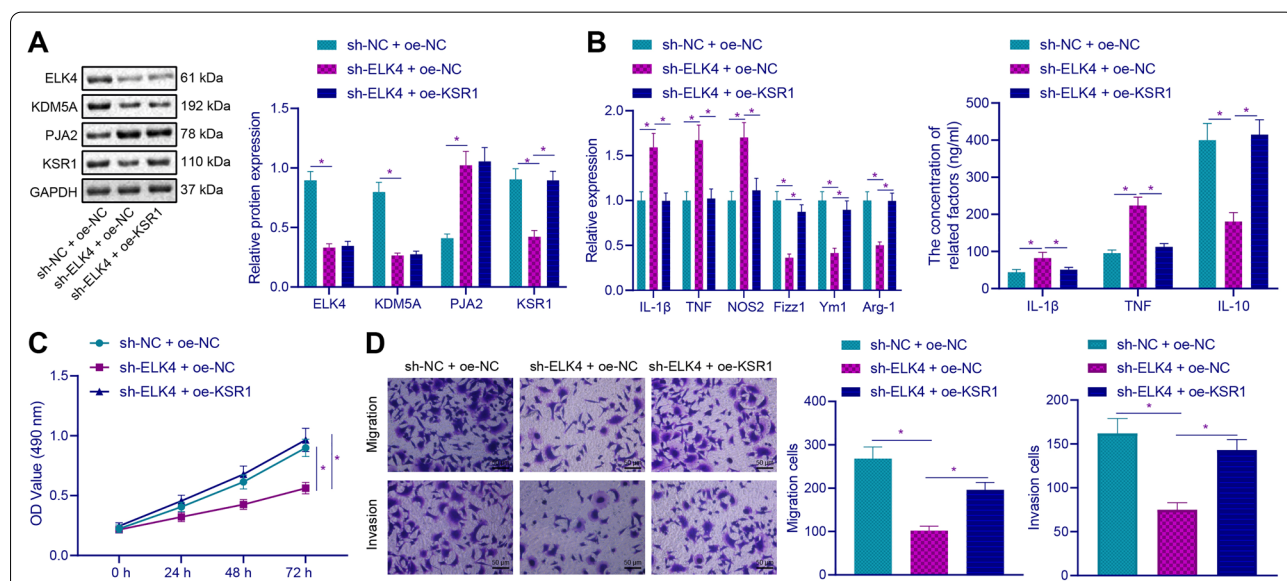 A
ELK4
61 kDa
KDM5A
192 kDa
PJA2
78 kDa
KSR1
110 kDa
GAPDH
37 kDa
sh-NC + oe-NC
sh-ELK4 + oe-NC
sh-ELK4 + oe-KSR1
sh-NC + oe-NC
sh-ELK4 + oe-NC
sh-ELK4 + oe-KSR1
Relative protien expression
1.5
1.0
0.5
0.0
* * * * *
ELK4 KDM5A PJA2 KSR1
B
sh-NC + oe-NC
sh-ELK4 + oe-NC
sh-ELK4 + oe-KSR1
Relative expression
2.0
1.5
1.0
0.5
0.0
* * * * * * * * * * * *
IL-1β TNF NOS2 Fizz1 Ym1 Arg-1
sh-NC + oe-NC
sh-ELK4 + oe-NC
sh-ELK4 + oe-KSR1
The concentration of
related factors (ng/ml)
500
400
300
200
100
0
* * * * * *
IL-1β TNF IL-10
C
sh-NC + oe-NC
sh-ELK4 + oe-NC
sh-ELK4 + oe-KSR1
OD Value (490 nm)
1.5
1.0
0.5
0.0
* *
0 h 24 h 48 h 72 h
D
sh-NC + oe-NC sh-ELK4 + oe-NC sh-ELK4 + oe-KSR1
Migration
50 μm 50 μm 50 μm
Invasion
50 μm 50 μm 50 μm
sh-NC + oe-NC
sh-ELK4 + oe-NC
sh-ELK4 + oe-KSR1
Migration cells
400
300
200
100
0
* *
sh-NC + oe-NC
sh-ELK4 + oe-NC
sh-ELK4 + oe-KSR1
Invasion cells
200
150
100
50
0
* *